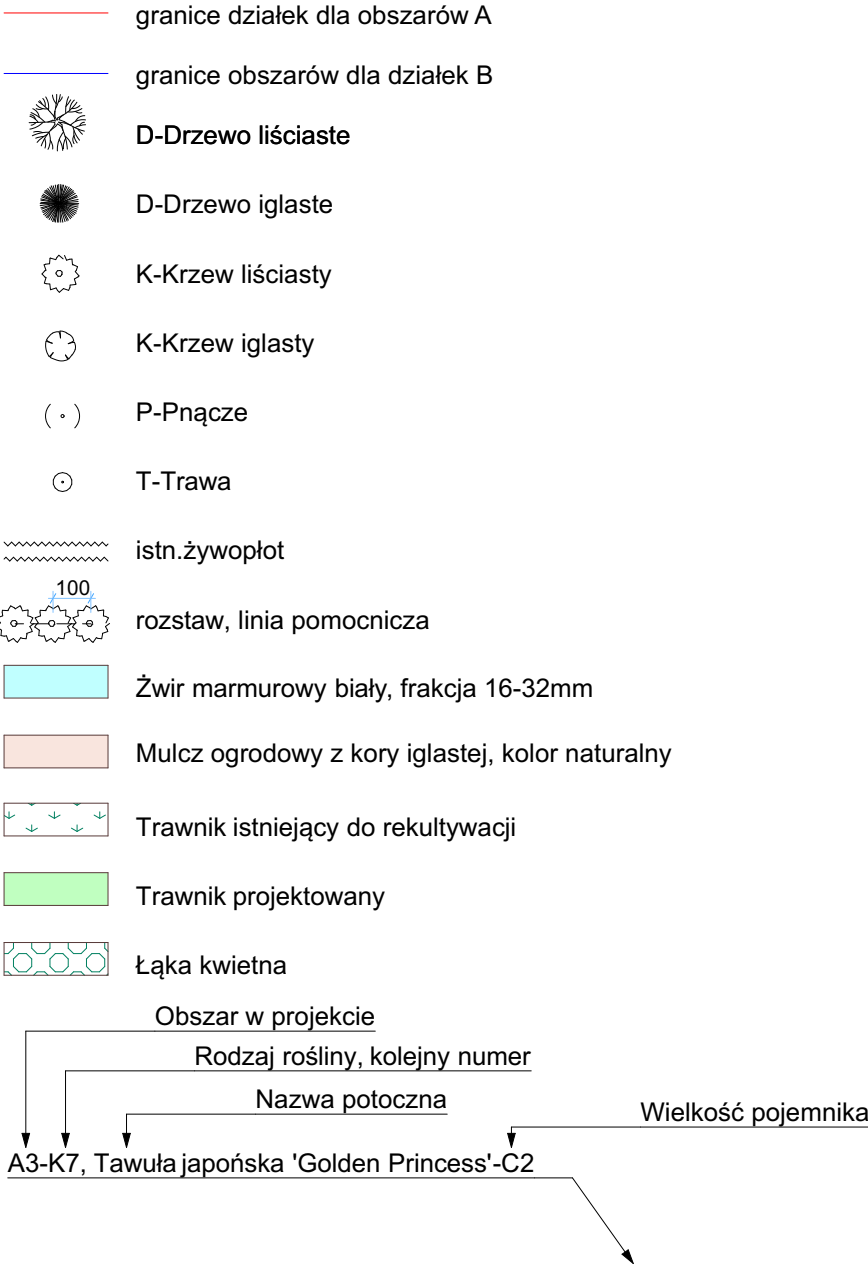 granice działek dla obszarów A
granice obszarów dla działek B
D-Drzewo liściaste
D-Drzewo iglaste
K-Krzew liściasty
K-Krzew iglasty
P-Pnącze
T-Trawa
istn.żywopłot
100
rozstaw, linia pomocnicza
Żwir marmurowy biały, frakcja 16-32mm
Mulcz ogrodowy z kory iglastej, kolor naturalny
Trawnik istniejący do rekultywacji
Trawnik projektowany
Łąka kwietna
Obszar w projekcie
Rodzaj rośliny, kolejny numer
Nazwa potoczna
Wielkość pojemnika
A3-K7, Tawuła japońska 'Golden Princess'-C2